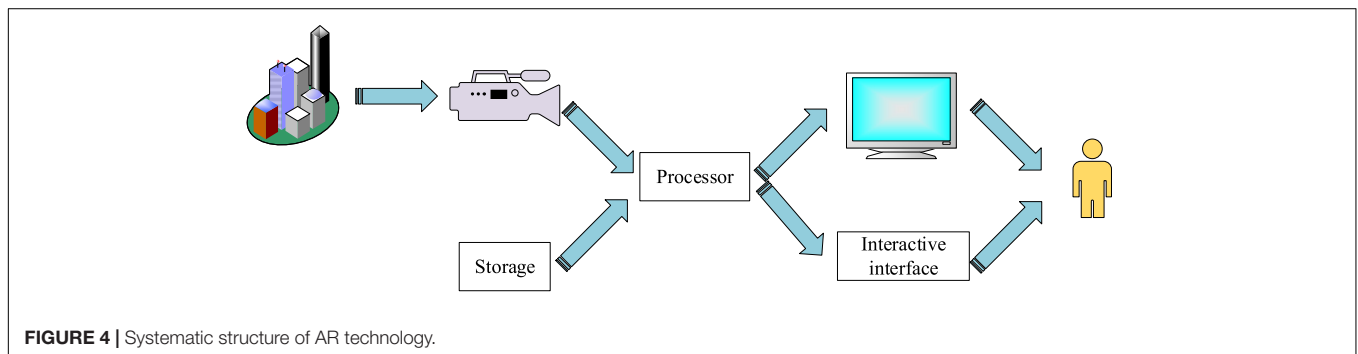 Processor
Storage
Interactive
interface
FIGURE 4 | Systematic structure of AR technology.